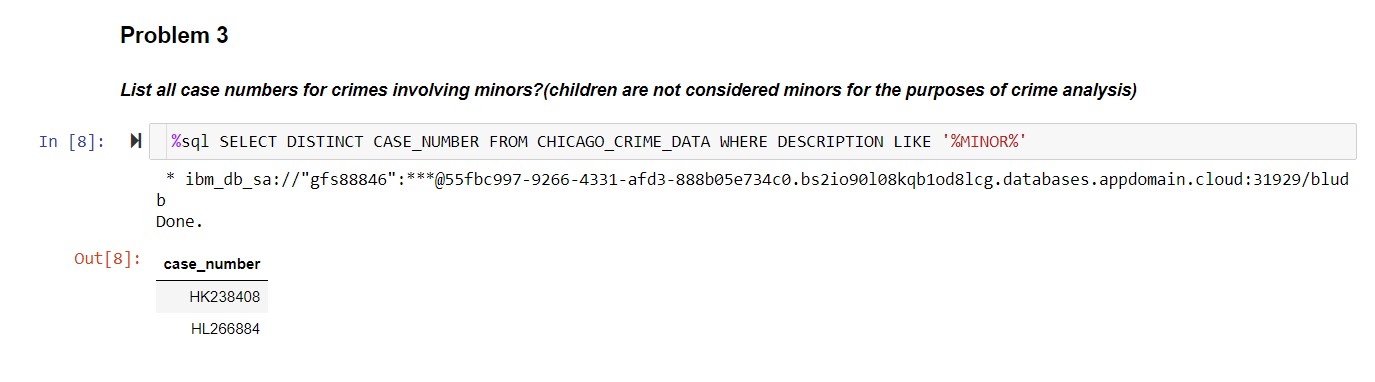 Problem 3
List all case numbers for crimes involving minors?(children are not considered minors for the purposes of crime analysis)
In [8]: %sql SELECT DISTINCT CASE_NUMBER FROM CHICAGO_CRIME_DATA WHERE DESCRIPTION LIKE '%MINOR%'
* ibm_db_sa://"gfs88846":***@55fbc997-9266-4331-afd3-888b05e734c0.bs2io90l08kqb1od8lcg.databases.appdomain.cloud:31929/blud
b
Done.
Out[8]: case_number
HK238408
HL266884